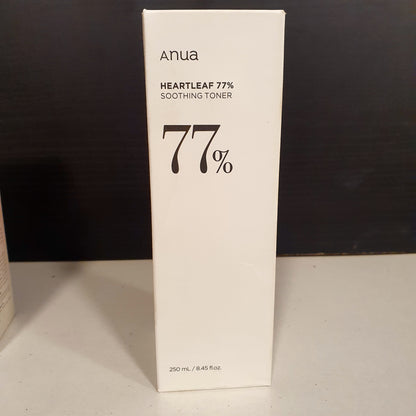 Anua
HEARTLEAF 77%
SOOTHING TONER
77%
250 mL / 8.45 fl.oz.